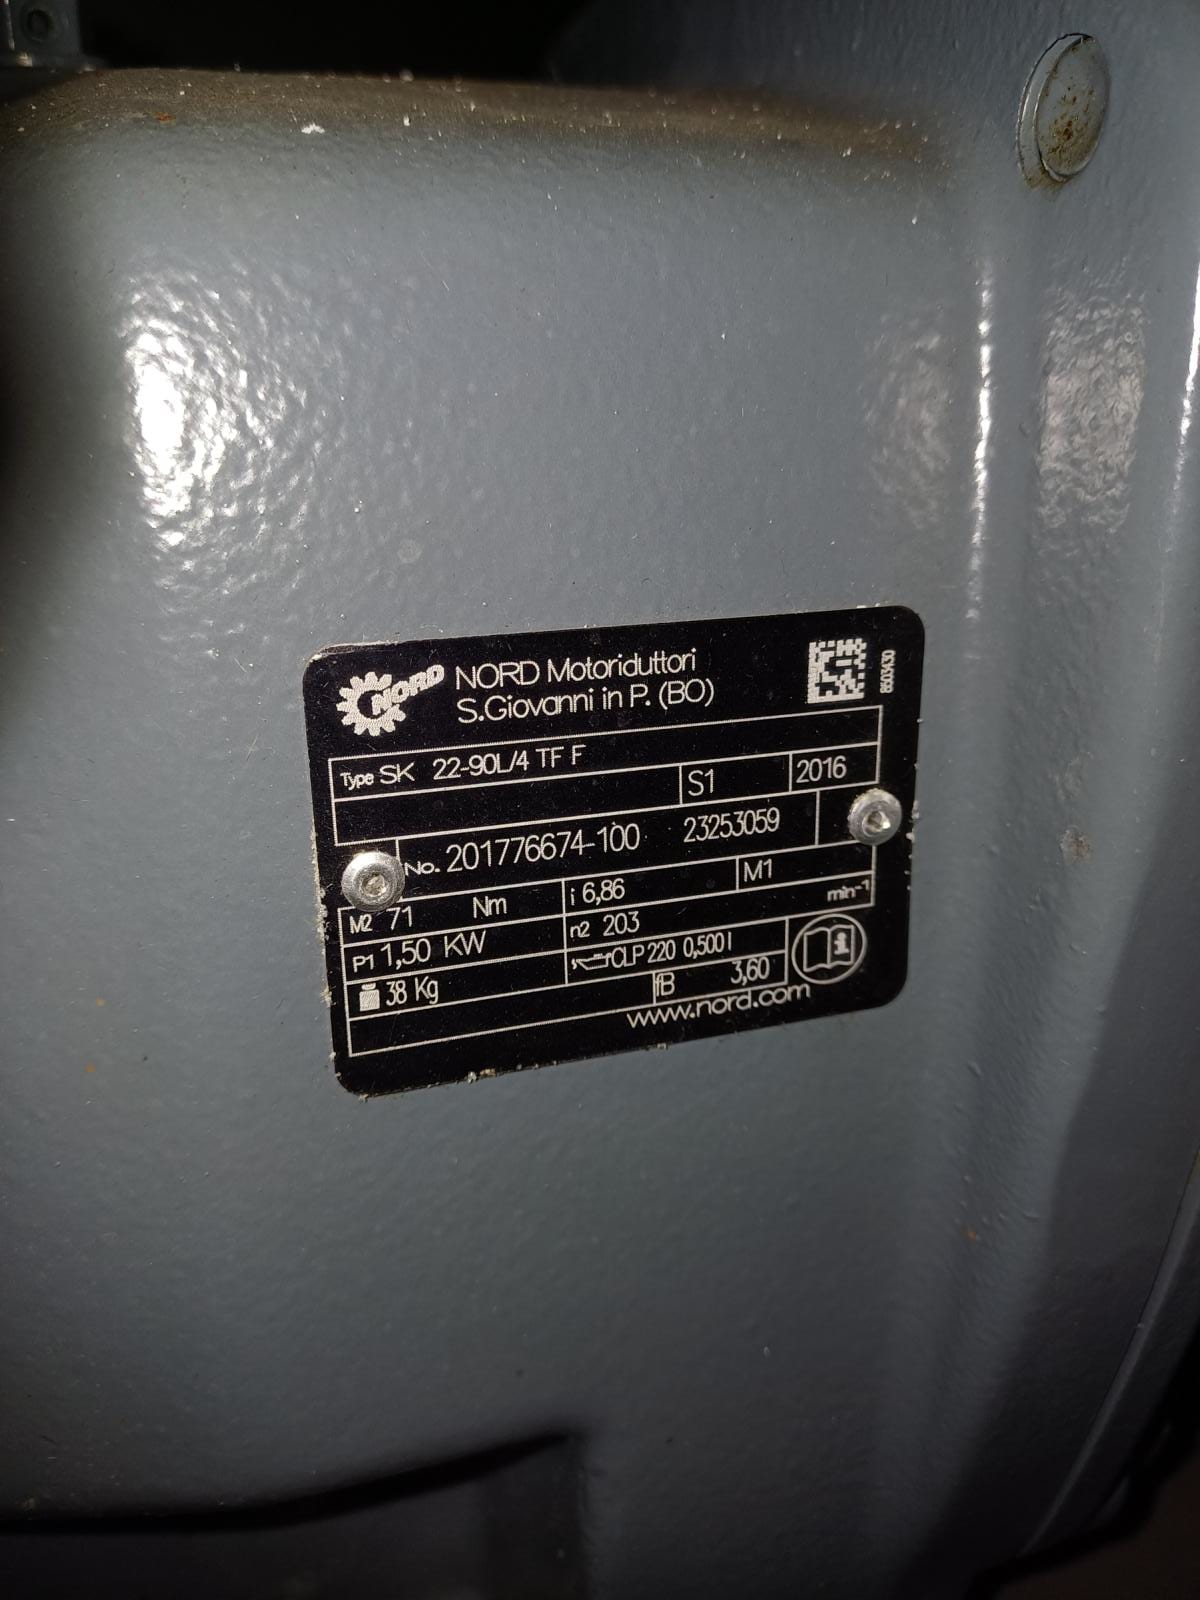 NORD
NORD Motoriduttori
S.Giovanni in P. (BO)
8503430
Type SK 22-90L/4 TF F
S1 2016
No. 201776674-100 23253059
M2 71 Nm i 6,86 M1
P1 1,50 KW n2 203 min-1
38 Kg CLP 220 0,500 l
fB 3,60
www.nord.com